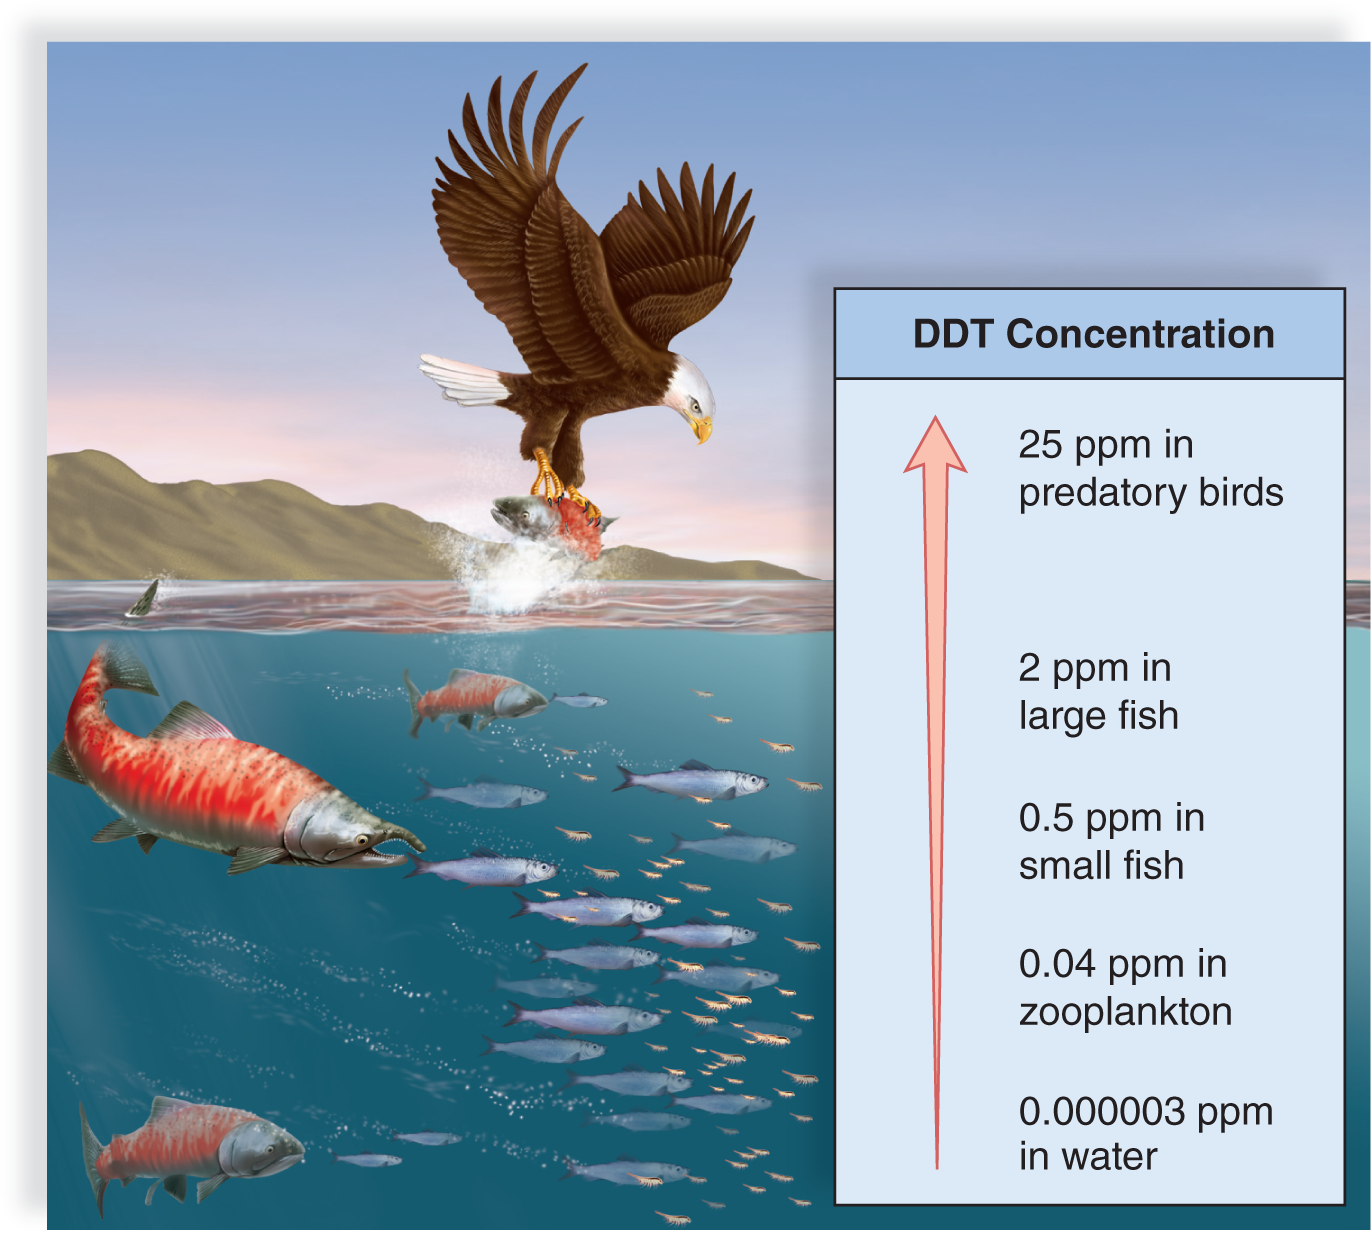 DDT Concentration
25 ppm in
predatory birds
2 ppm in
large fish
0.5 ppm in
small fish
0.04 ppm in
zooplankton
0.000003 ppm
in water